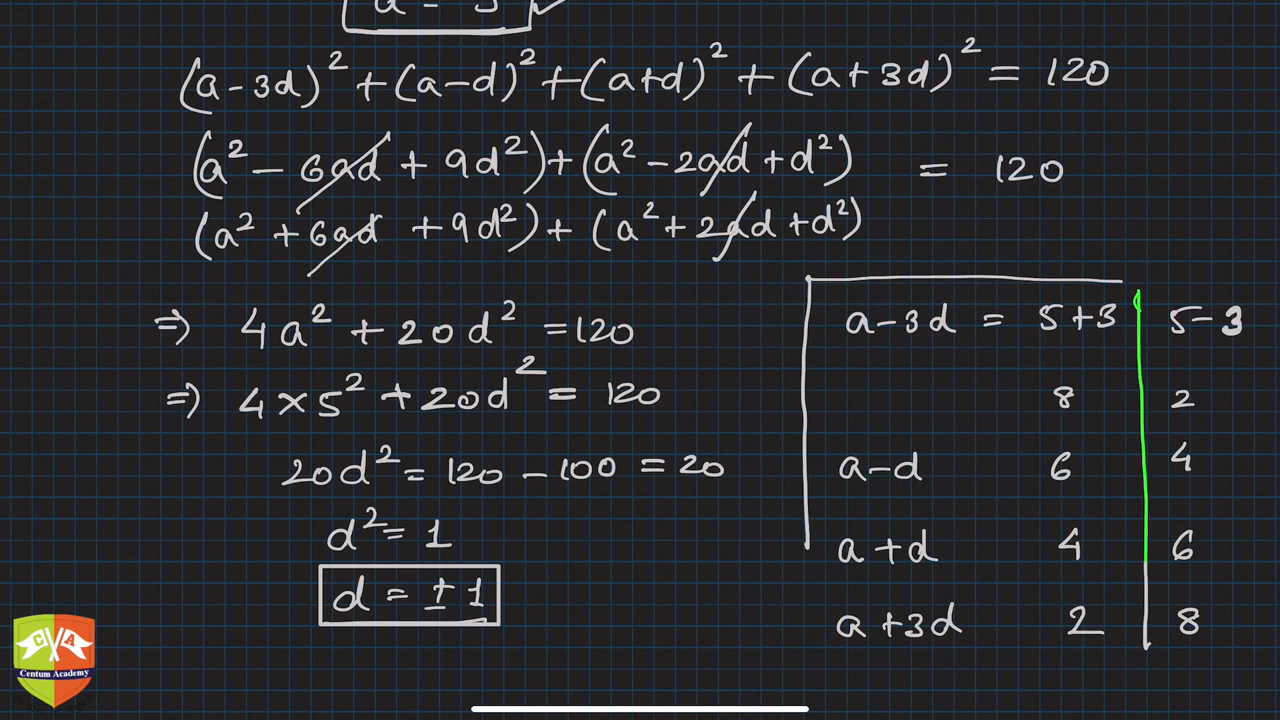 a = 5
(a-3d)² + (a-d)² + (a+d)² + (a+3d)² = 120
(a² - 6ad + 9d²) + (a² - 2ad + d²) = 120
(a² + 6ad + 9d²) + (a² + 2ad + d²)
⇒ 4a² + 20d² = 120
⇒ 4 × 5² + 20d² = 120
20d² = 120 - 100 = 20
d² = 1
d = ± 1
a-3d = 5+3 5-3
8 2
a-d 6 4
a+d 4 6
a+3d 2 8
C A
Centum Academy